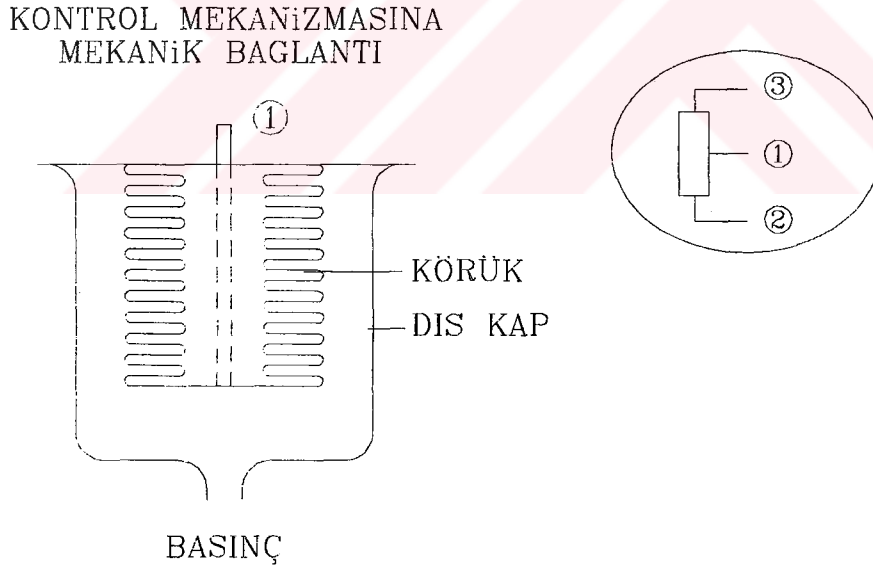 KONTROL MEKANiZMASINA
MEKANiK BAGLANTI
①
③
①
②
KÖRÜK
DIS KAP
BASINÇ